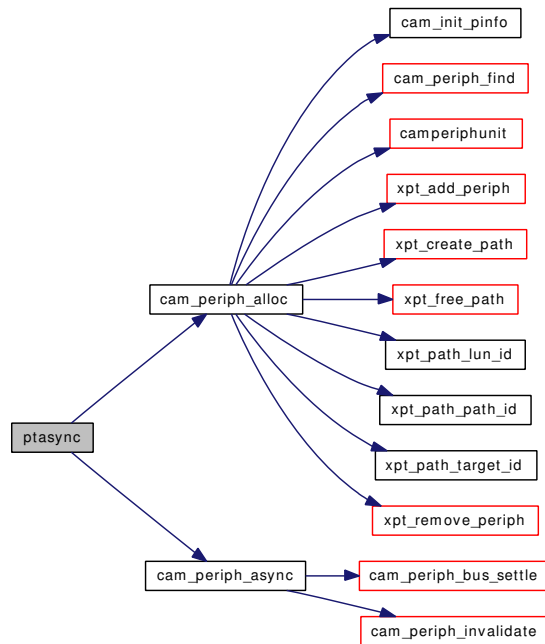 cam_init_pinfo
cam_periph_find
camperiphunit
xpt_add_periph
xpt_create_path
cam_periph_alloc
xpt_free_path
xpt_path_lun_id
xpt_path_path_id
ptasync
xpt_path_target_id
xpt_remove_periph
cam_periph_async
cam_periph_bus_settle
cam_periph_invalidate